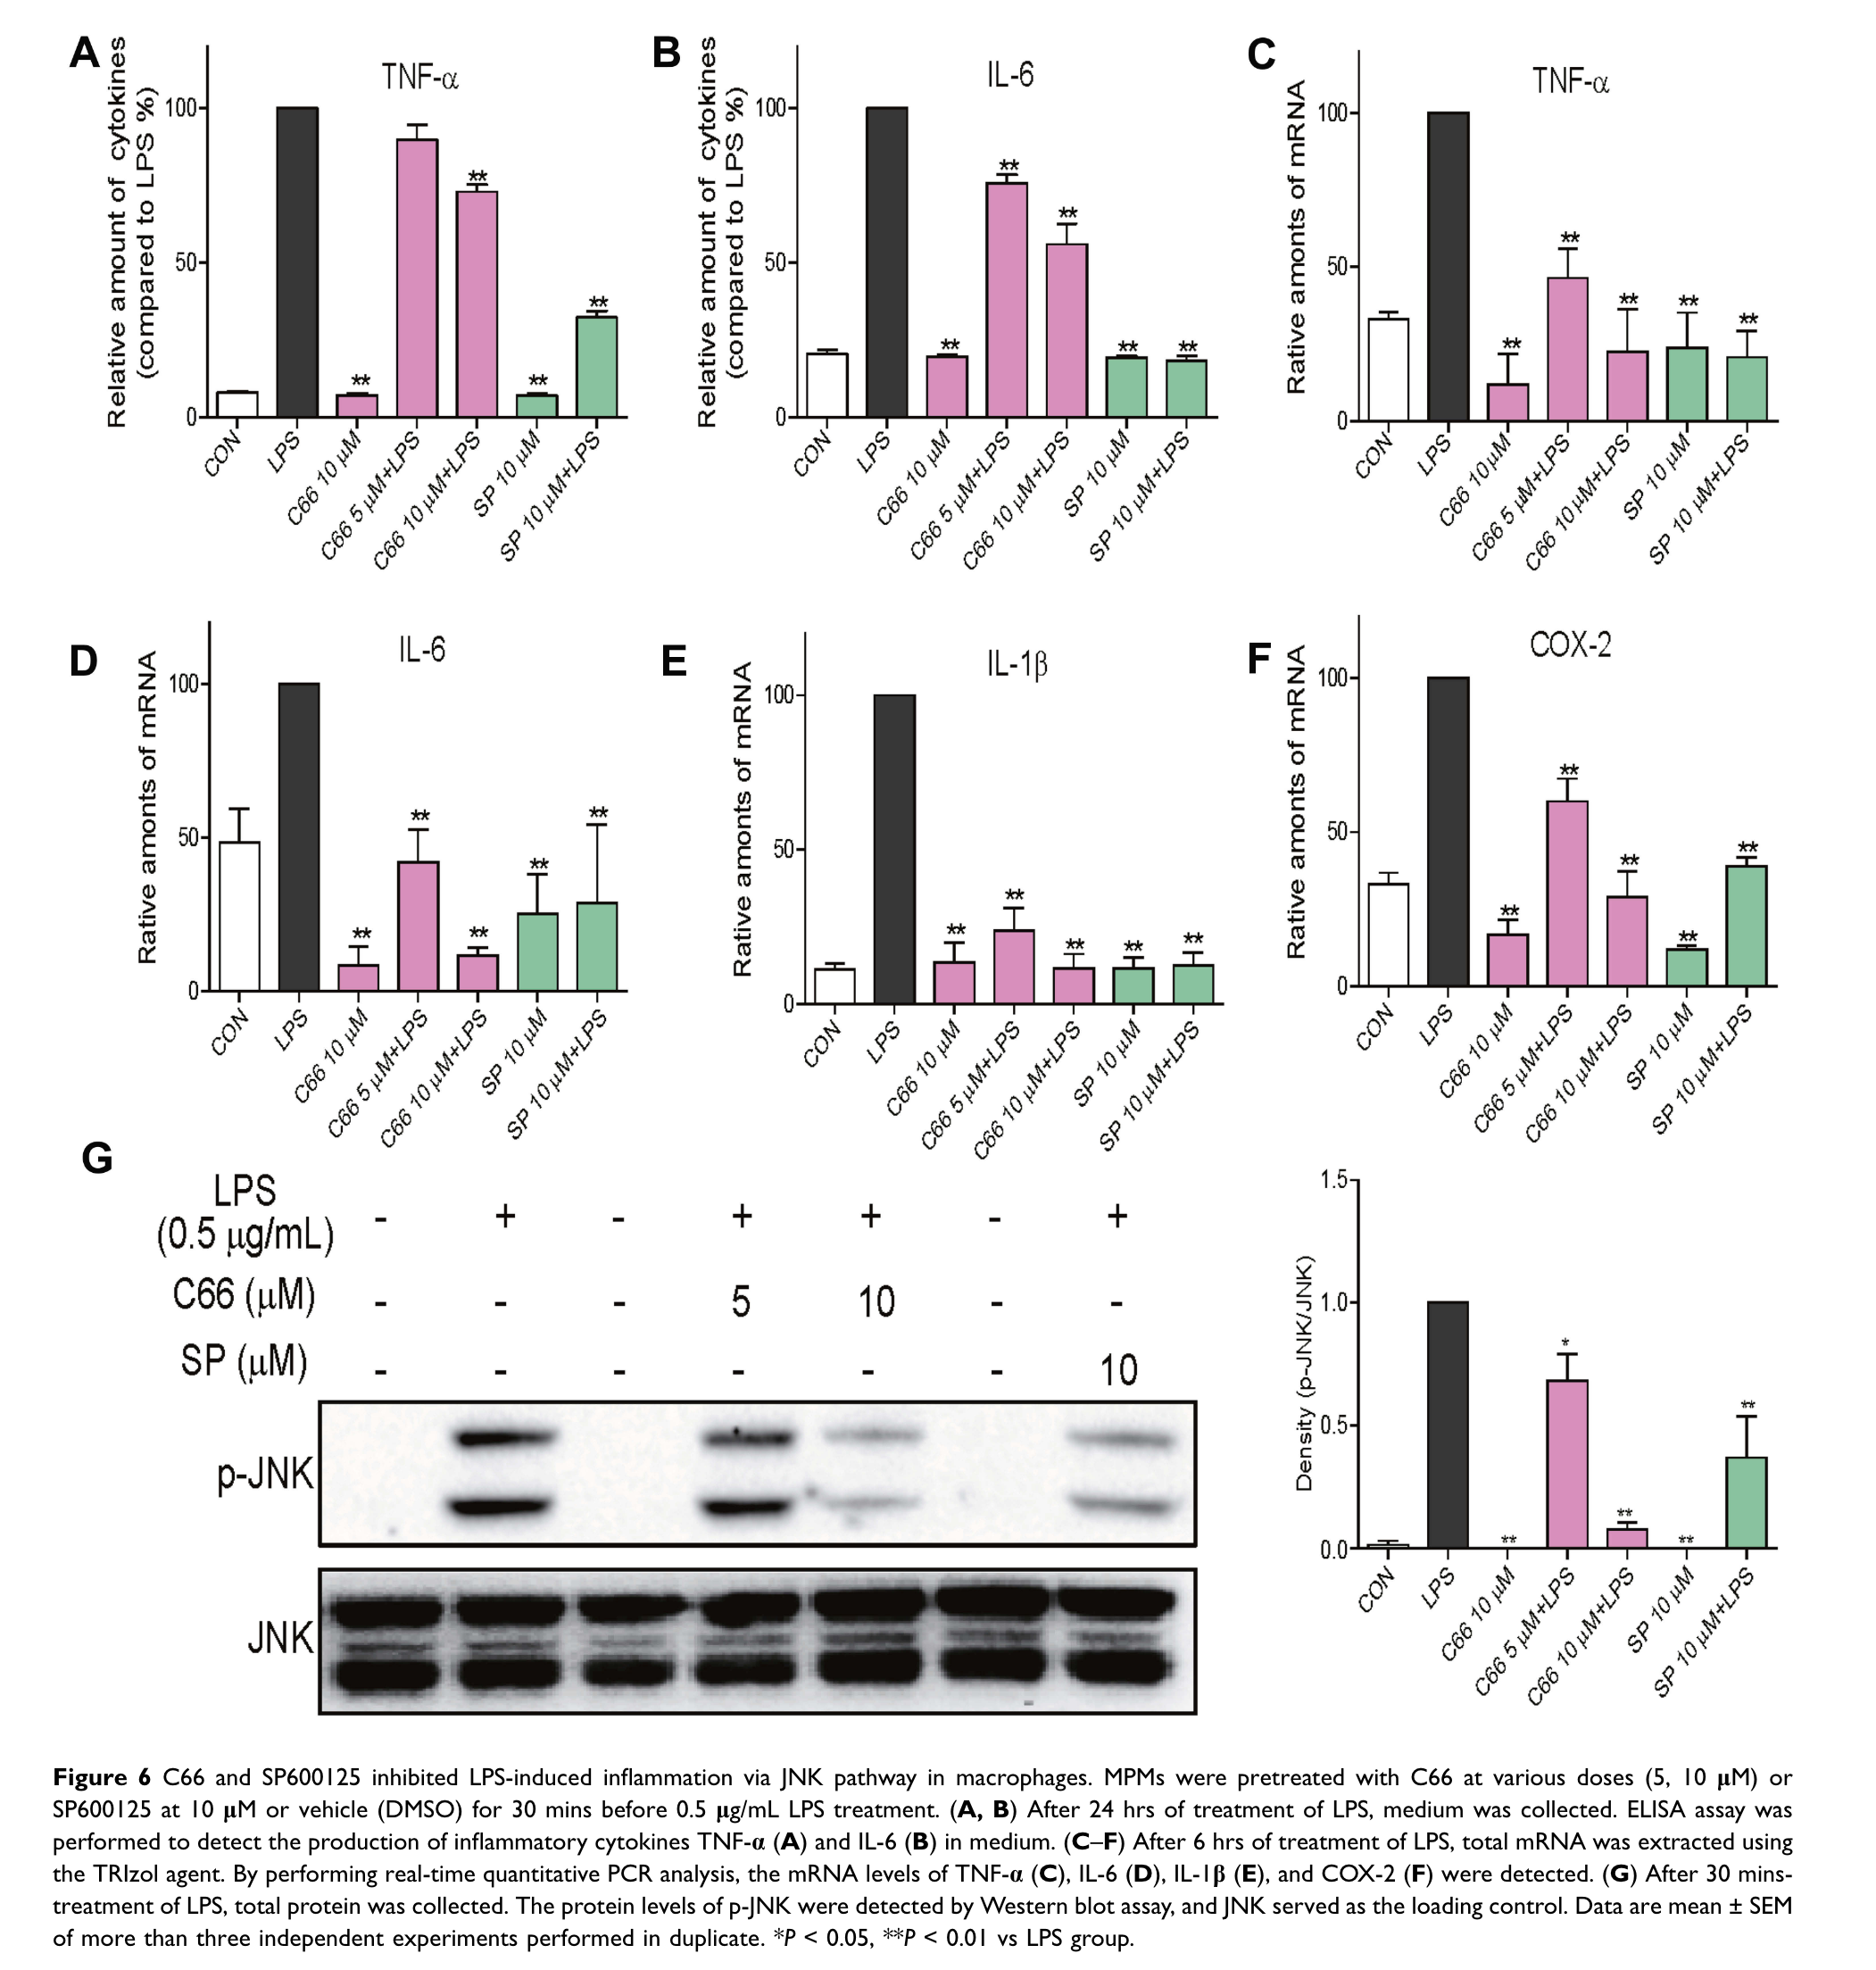 A
TNF-α
Relative amount of cytokines
(compared to LPS %)
100
50
0
CON
LPS
C66 10 μM
C66 5 μM+LPS
C66 10 μM+LPS
SP 10 μM
SP 10 μM+LPS
**
**
**
**
B
IL-6
Relative amount of cytokines
(compared to LPS %)
100
50
0
CON
LPS
C66 10 μM
C66 5 μM+LPS
C66 10 μM+LPS
SP 10 μM
SP 10 μM+LPS
**
**
**
**
**
C
TNF-α
Rative amonts of mRNA
100
50
0
CON
LPS
C66 10 μM
C66 5 μM+LPS
C66 10 μM+LPS
SP 10 μM
SP 10 μM+LPS
**
**
**
**
**
D
IL-6
Rative amonts of mRNA
100
50
0
CON
LPS
C66 10 μM
C66 5 μM+LPS
C66 10 μM+LPS
SP 10 μM
SP 10 μM+LPS
**
**
**
**
**
E
IL-1β
Rative amonts of mRNA
100
50
0
CON
LPS
C66 10 μM
C66 5 μM+LPS
C66 10 μM+LPS
SP 10 μM
SP 10 μM+LPS
**
**
**
**
**
F
COX-2
Rative amonts of mRNA
100
50
0
CON
LPS
C66 10 μM
C66 5 μM+LPS
C66 10 μM+LPS
SP 10 μM
SP 10 μM+LPS
**
**
**
**
**
G
LPS
(0.5 μg/mL) - + - + + - +
C66 (μM) - - - 5 10 - -
SP (μM) - - - - - - 10
p-JNK
JNK
Density (p-JNK/JNK)
1.5
1.0
0.5
0.0
CON
LPS
C66 10 μM
C66 5 μM+LPS
C66 10 μM+LPS
SP 10 μM
SP 10 μM+LPS
**
*
**
**
**
Figure 6 C66 and SP600125 inhibited LPS-induced inflammation via JNK pathway in macrophages. MPMs were pretreated with C66 at various doses (5, 10 μM) or
SP600125 at 10 μM or vehicle (DMSO) for 30 mins before 0.5 μg/mL LPS treatment. (A, B) After 24 hrs of treatment of LPS, medium was collected. ELISA assay was
performed to detect the production of inflammatory cytokines TNF-α (A) and IL-6 (B) in medium. (C–F) After 6 hrs of treatment of LPS, total mRNA was extracted using
the TRIzol agent. By performing real-time quantitative PCR analysis, the mRNA levels of TNF-α (C), IL-6 (D), IL-1β (E), and COX-2 (F) were detected. (G) After 30 mins-
treatment of LPS, total protein was collected. The protein levels of p-JNK were detected by Western blot assay, and JNK served as the loading control. Data are mean ± SEM
of more than three independent experiments performed in duplicate. *P < 0.05, **P < 0.01 vs LPS group.